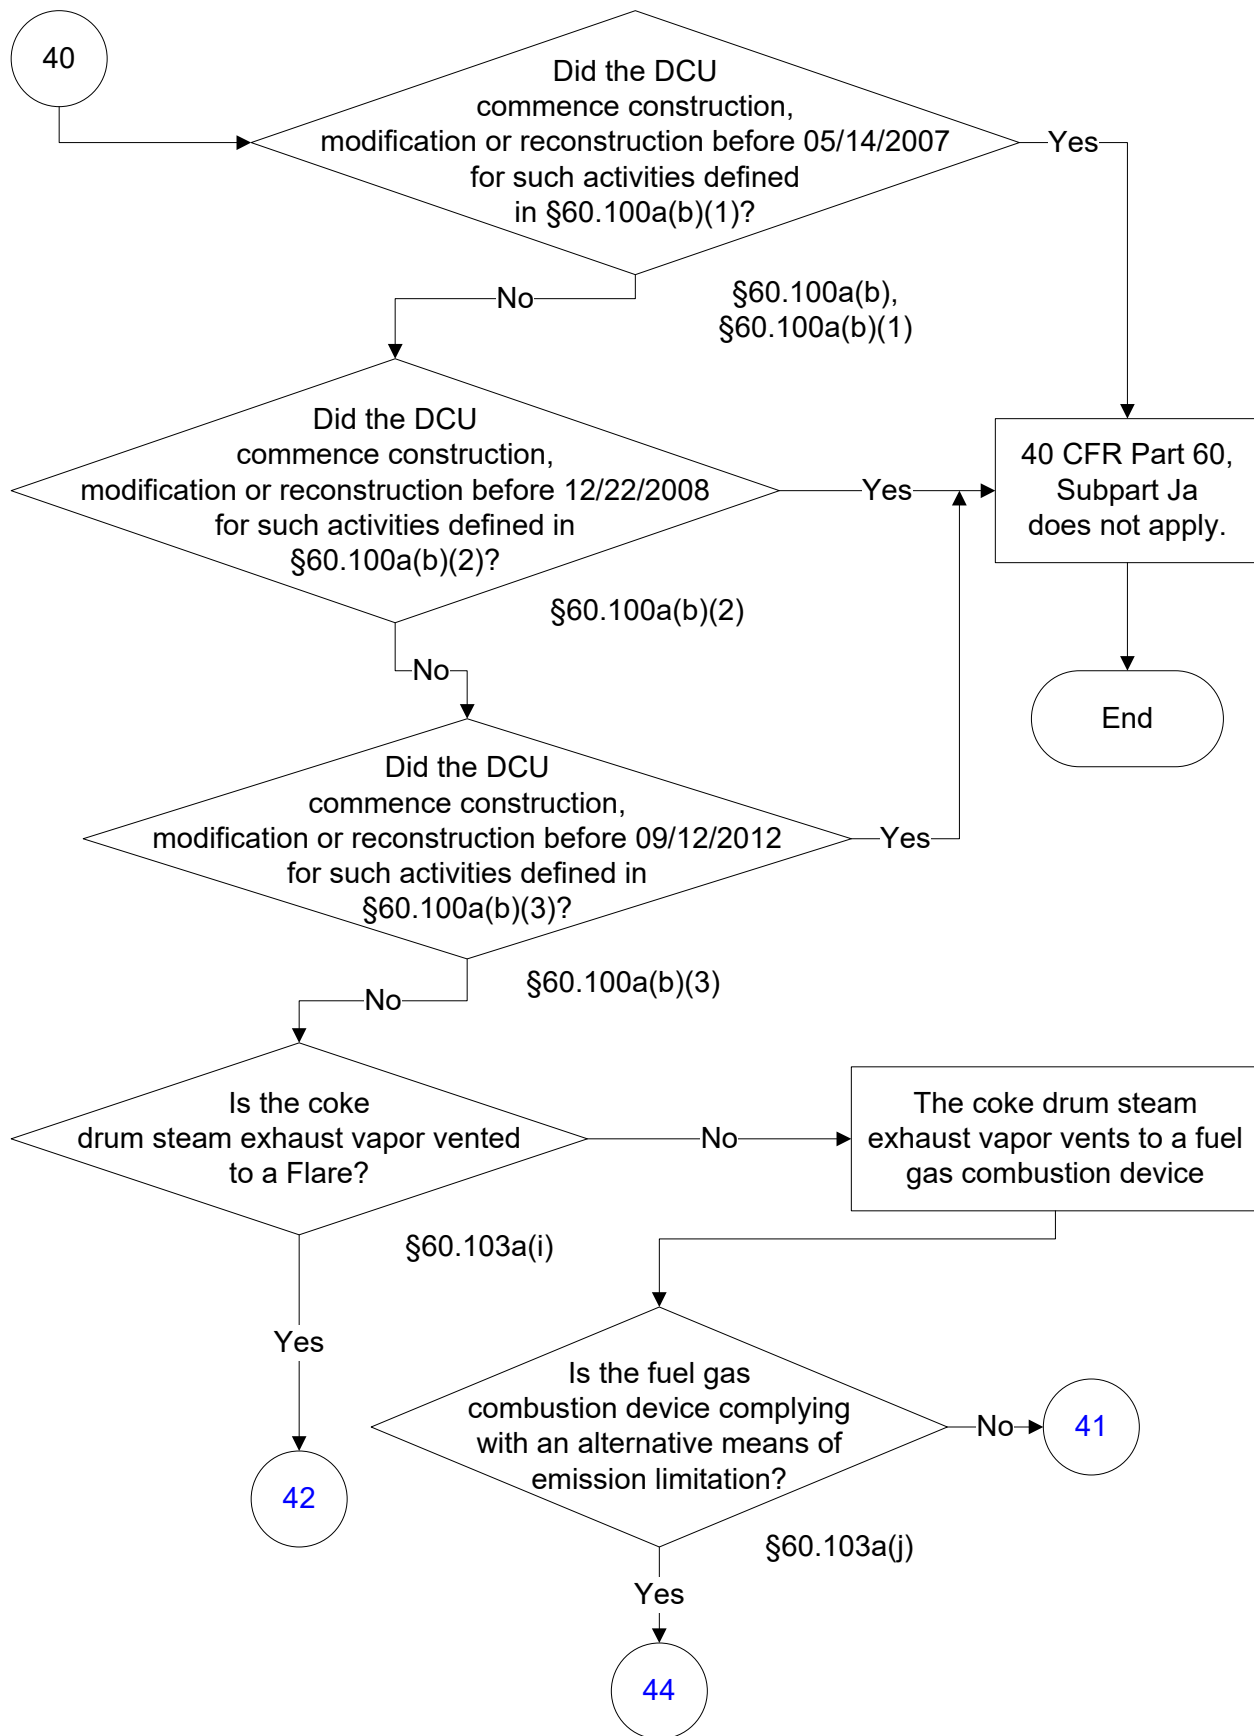 40
Did the DCU
commence construction,
modification or reconstruction before 05/14/2007
for such activities defined
in §60.100a(b)(1)?
Yes
No
§60.100a(b),
§60.100a(b)(1)
Did the DCU
commence construction,
modification or reconstruction before 12/22/2008
for such activities defined in
§60.100a(b)(2)?
Yes
40 CFR Part 60,
Subpart Ja
does not apply.
§60.100a(b)(2)
No
End
Did the DCU
commence construction,
modification or reconstruction before 09/12/2012
for such activities defined in
§60.100a(b)(3)?
Yes
§60.100a(b)(3)
No
Is the coke
drum steam exhaust vapor vented
to a Flare?
No
The coke drum steam
exhaust vapor vents to a fuel
gas combustion device
§60.103a(i)
Yes
42
Is the fuel gas
combustion device complying
with an alternative means of
emission limitation?
No
41
§60.103a(j)
Yes
44